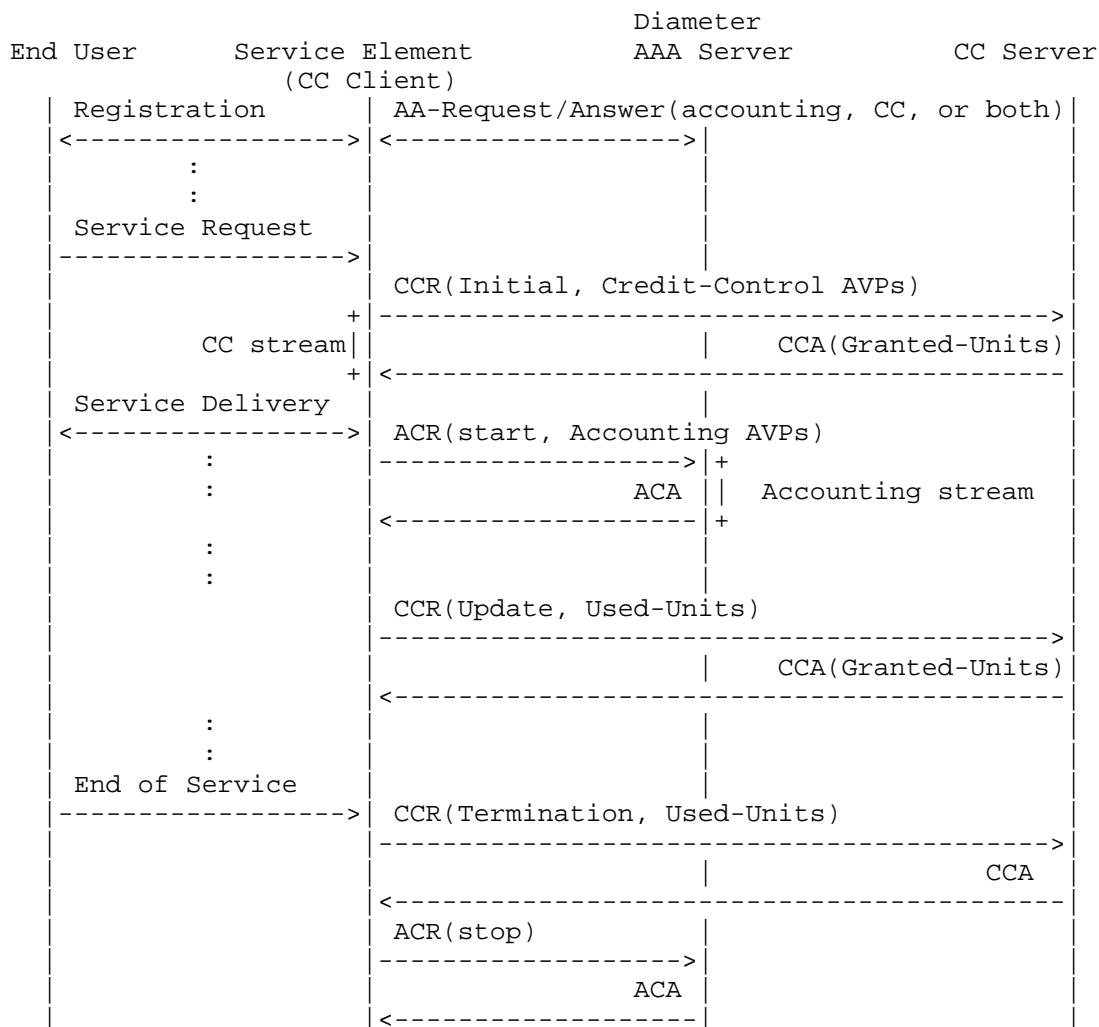 Diameter
End User Service Element AAA Server CC Server
(CC Client)
Registration AA-Request/Answer(accounting, CC, or both)
Service Request
CCR(Initial, Credit-Control AVPs)
CC stream CCA(Granted-Units)
Service Delivery
ACR(start, Accounting AVPs)
ACA Accounting stream
CCR(Update, Used-Units)
CCA(Granted-Units)
End of Service
CCR(Termination, Used-Units)
CCA
ACR(stop)
ACA